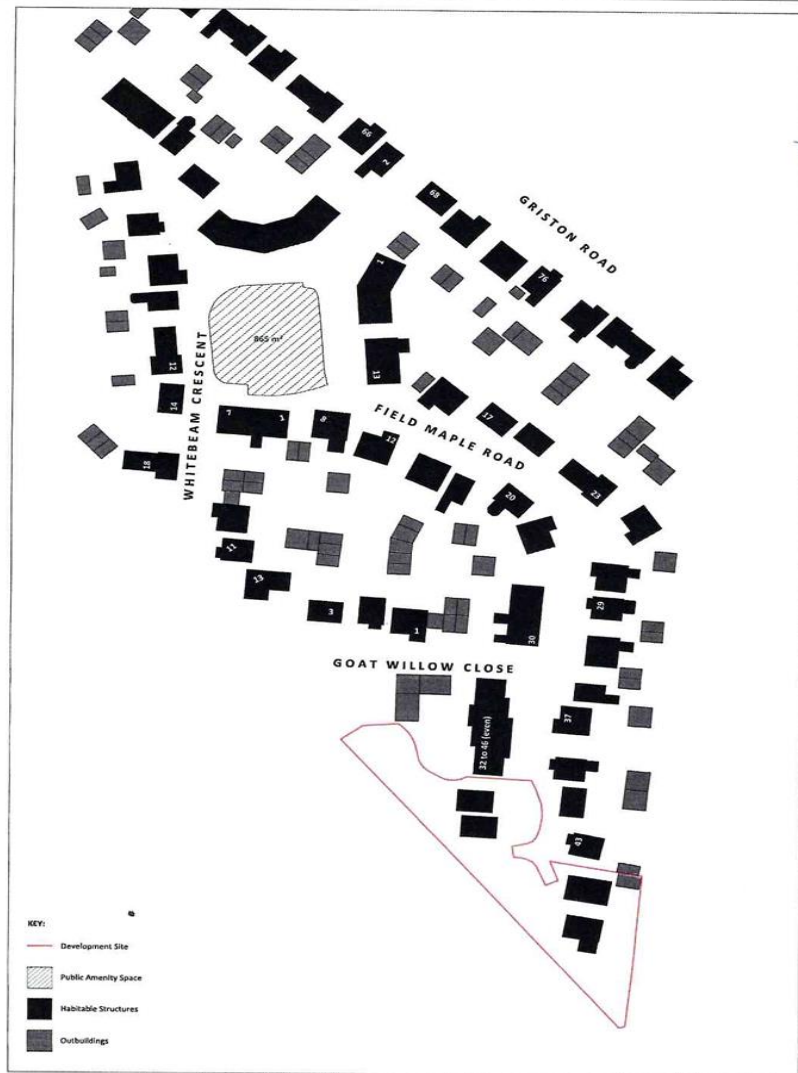 66
2
68
GRISTON ROAD
76
1
865 m²
13
12
14
WHITEBEAM CRESCENT
7
1
8
FIELD MAPLE ROAD
17
12
18
23
20
11
13
29
3
1
30
GOAT WILLOW CLOSE
37
32 to 46 (even)
43
KEY:
Development Site
Public Amenity Space
Habitable Structures
Outbuildings